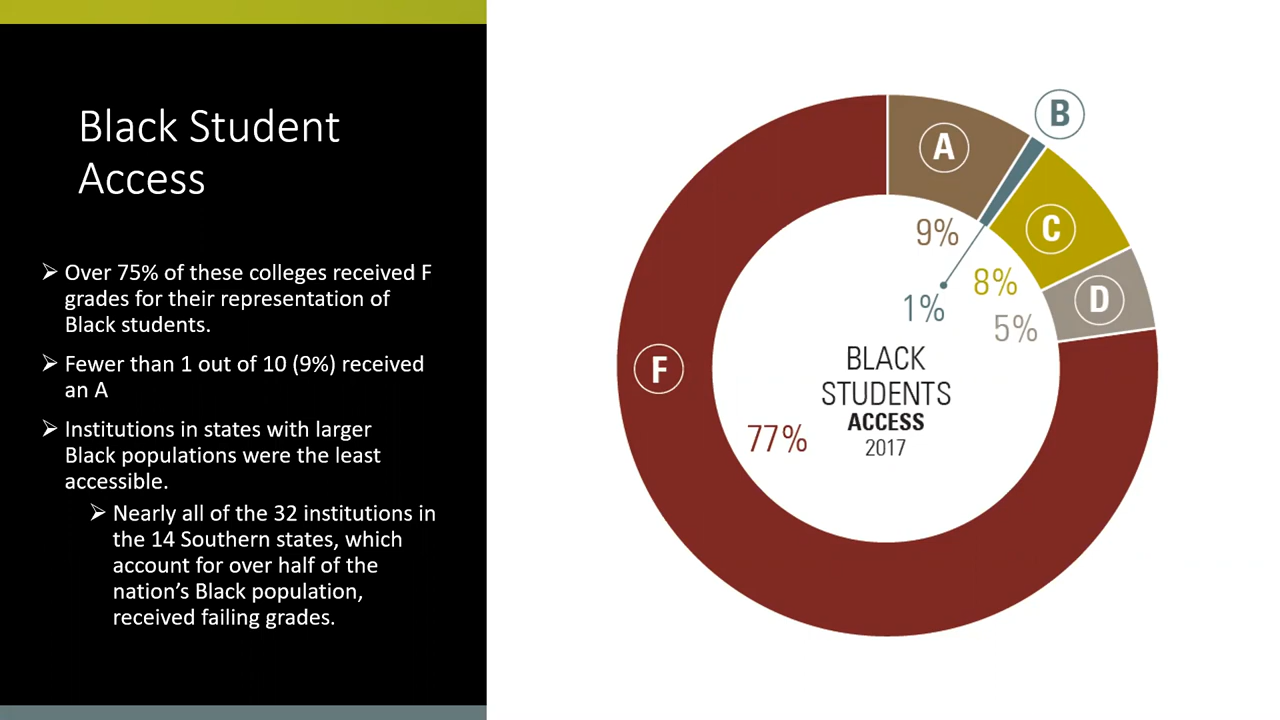 Black Student
Access
➢ Over 75% of these colleges received F
grades for their representation of
Black students.
➢ Fewer than 1 out of 10 (9%) received
an A
➢ Institutions in states with larger
Black populations were the least
accessible.
➢ Nearly all of the 32 institutions in
the 14 Southern states, which
account for over half of the
nation’s Black population,
received failing grades.
A
B
C
D
F
9%
1%
8%
5%
77%
BLACK
STUDENTS
ACCESS
2017